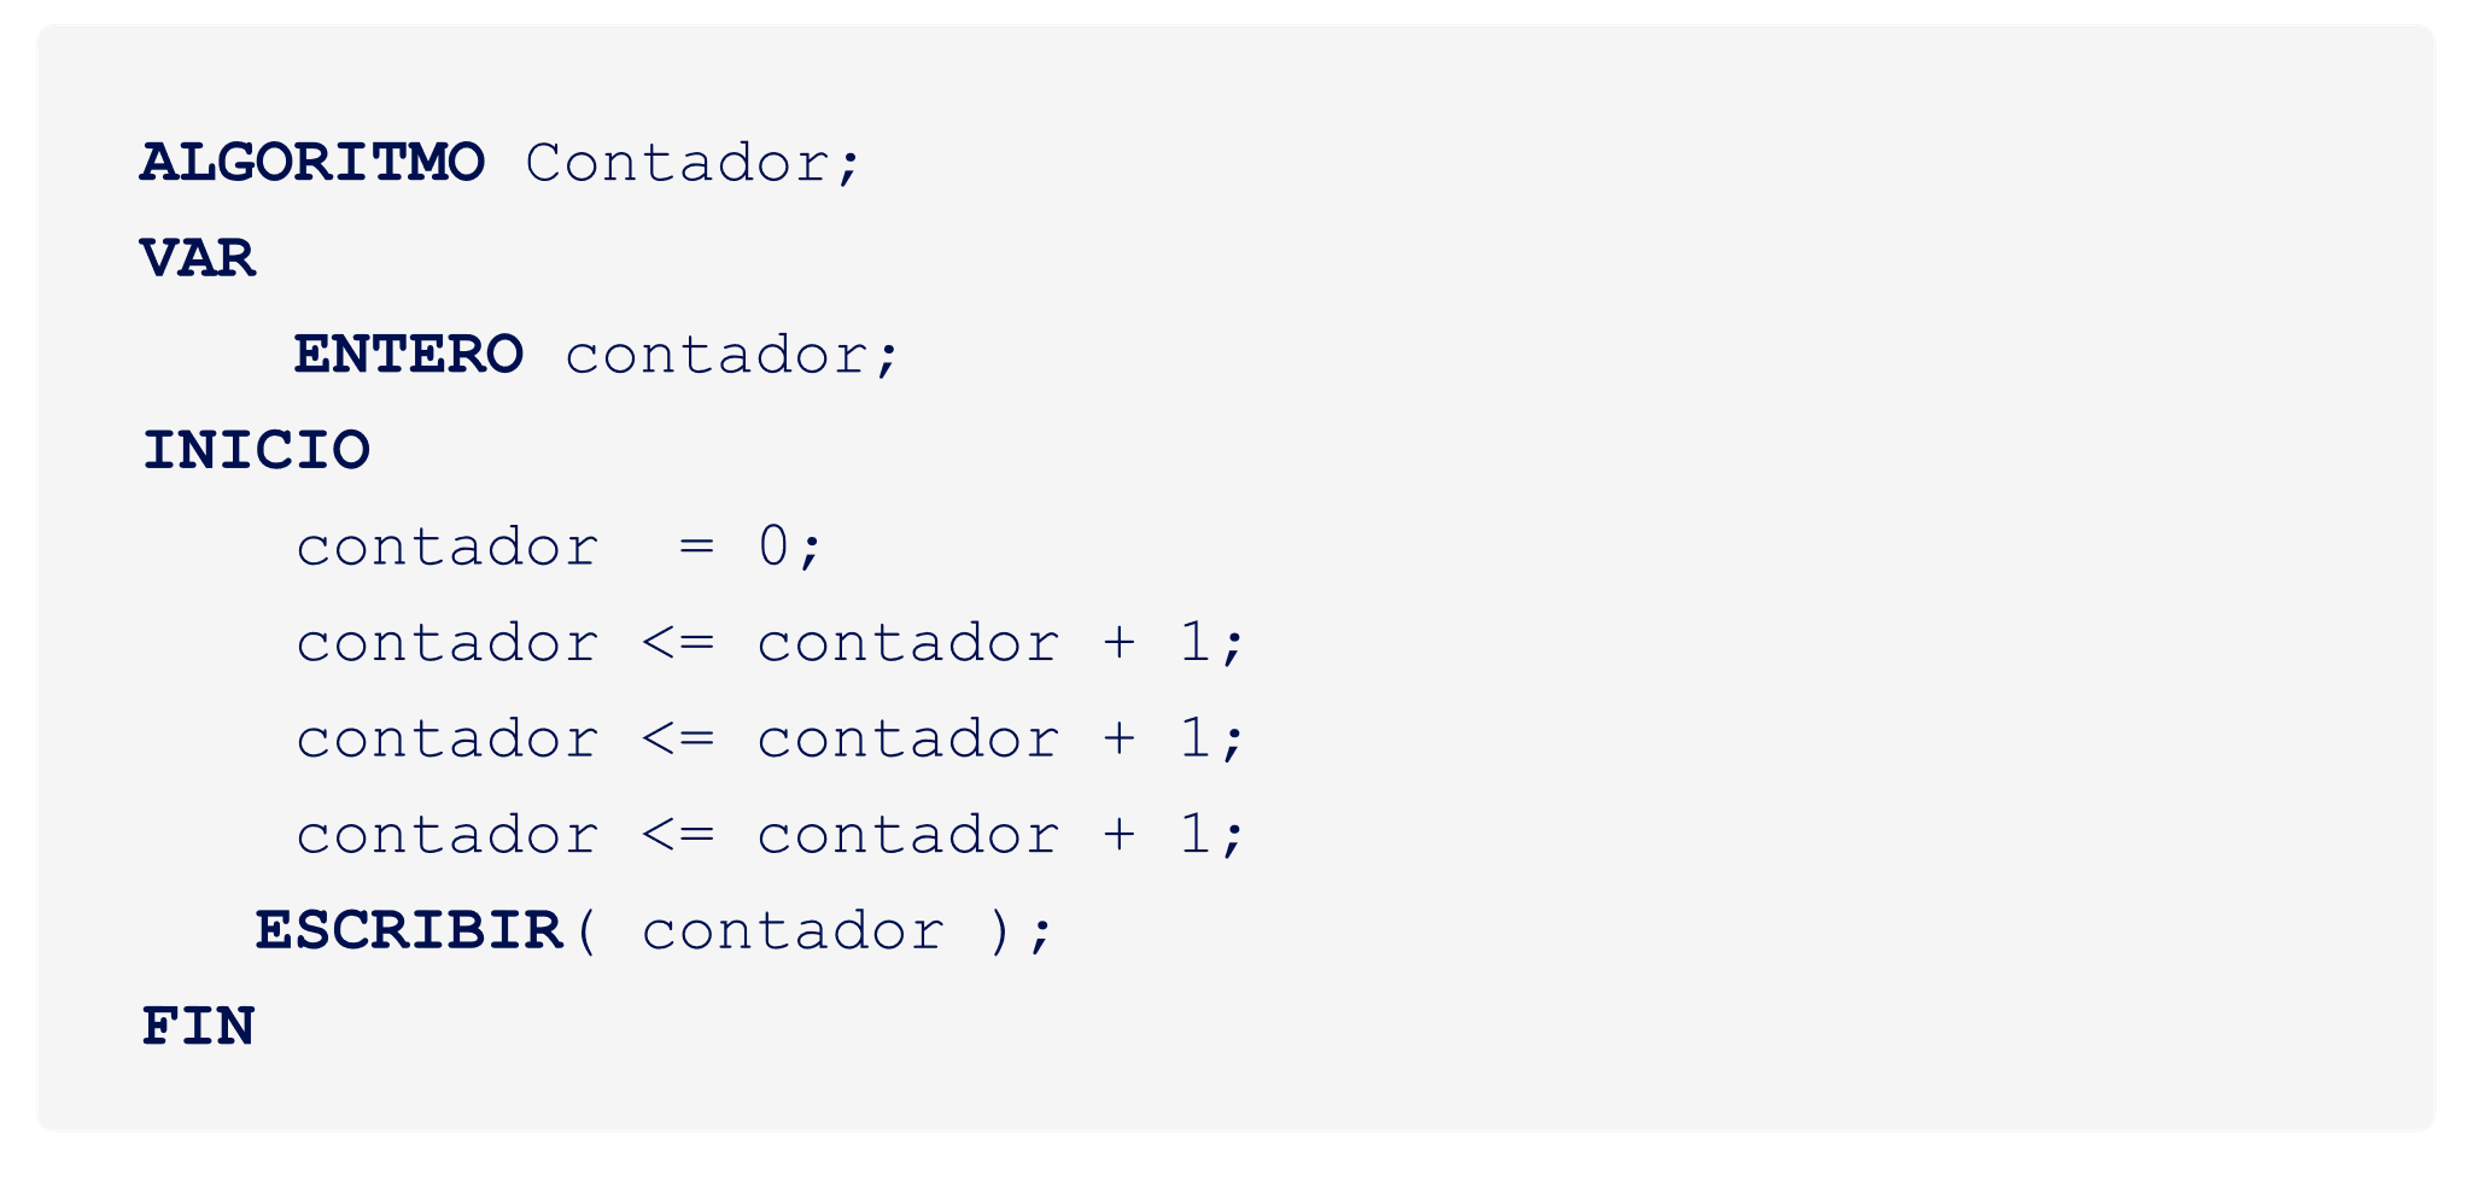 ALGORITMO Contador;
VAR
ENTERO contador;
INICIO
contador  = 0;
contador <= contador + 1;
contador <= contador + 1;
contador <= contador + 1;
ESCRIBIR( contador );
FIN